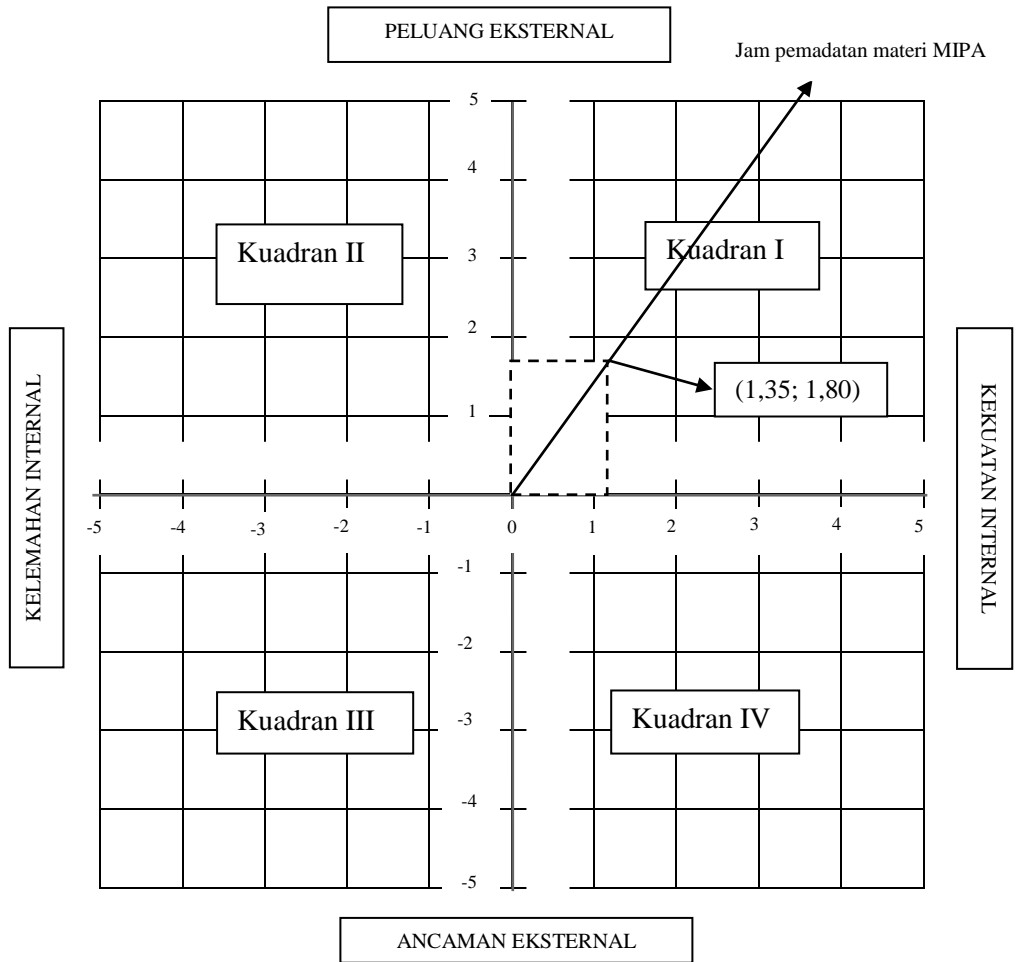 PELUANG EKSTERNAL
Jam pemadatan materi MIPA
5
4
Kuadran II
3
Kuadran I
2
(1,35; 1,80)
1
KELEMAHAN INTERNAL
KEKUATAN INTERNAL
-5 -4 -3 -2 -1 0 1 2 3 4 5
-1
-2
Kuadran III
-3
Kuadran IV
-4
-5
ANCAMAN EKSTERNAL